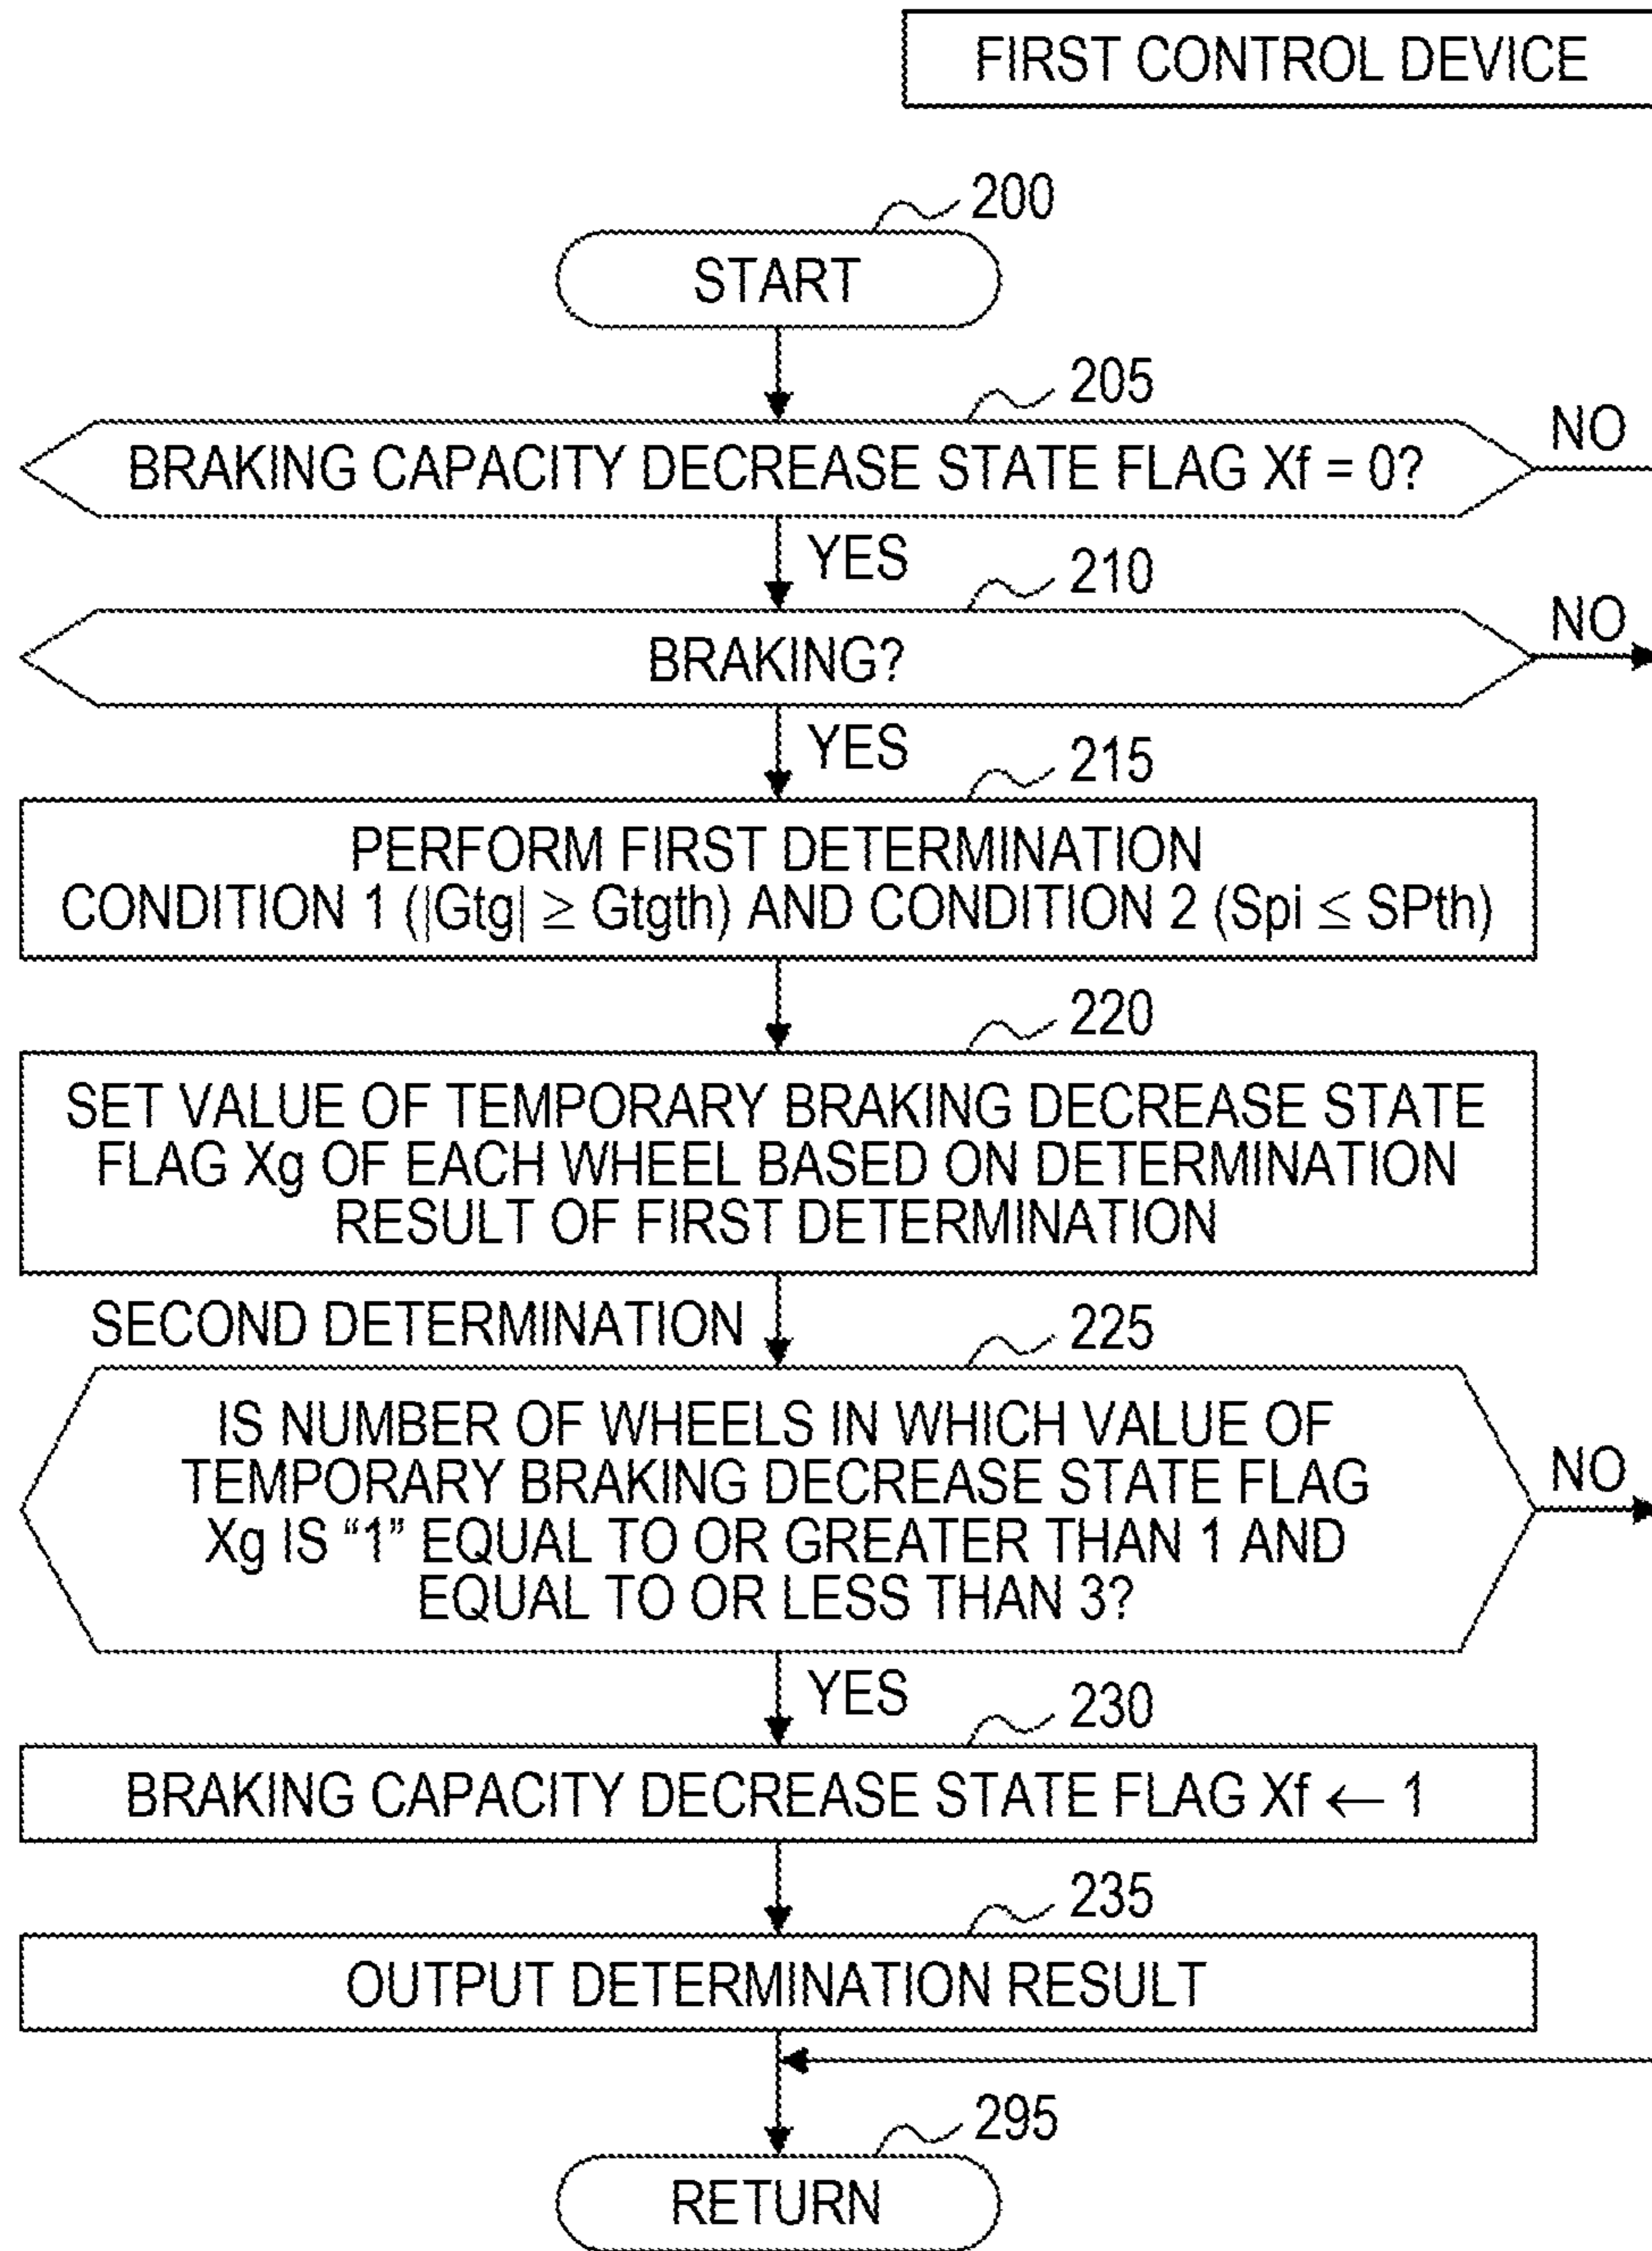 FIRST CONTROL DEVICE
200
START
205
BRAKING CAPACITY DECREASE STATE FLAG Xf = 0?
NO
YES
210
BRAKING?
NO
YES
215
PERFORM FIRST DETERMINATION
CONDITION 1 (|Gtg| ≥ Gtgth) AND CONDITION 2 (Spi ≤ SPth)
220
SET VALUE OF TEMPORARY BRAKING DECREASE STATE
FLAG Xg OF EACH WHEEL BASED ON DETERMINATION
RESULT OF FIRST DETERMINATION
SECOND DETERMINATION
225
IS NUMBER OF WHEELS IN WHICH VALUE OF
TEMPORARY BRAKING DECREASE STATE FLAG
Xg IS “1” EQUAL TO OR GREATER THAN 1 AND
EQUAL TO OR LESS THAN 3?
NO
YES
230
BRAKING CAPACITY DECREASE STATE FLAG Xf ← 1
235
OUTPUT DETERMINATION RESULT
295
RETURN